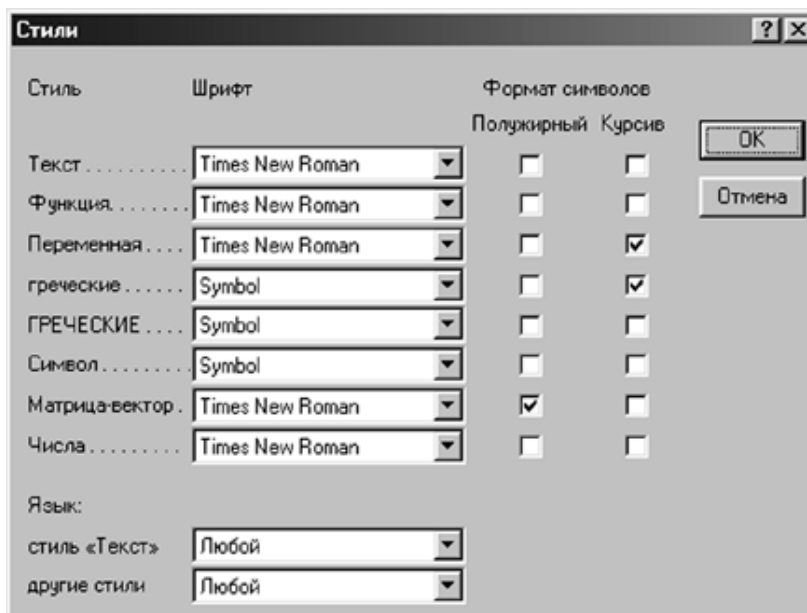 Стили
Стиль Шрифт Формат символов
Полужирный Курсив
OK
Текст . . . . . . . . . . Times New Roman
Функция. . . . . . . . Times New Roman
Отмена
Переменная . . . . Times New Roman
греческие . . . . . . Symbol
ГРЕЧЕСКИЕ . . . . Symbol
Символ . . . . . . . . . Symbol
Матрица-вектор . Times New Roman
Числа . . . . . . . . . Times New Roman
Язык:
стиль «Текст» Любой
другие стили Любой